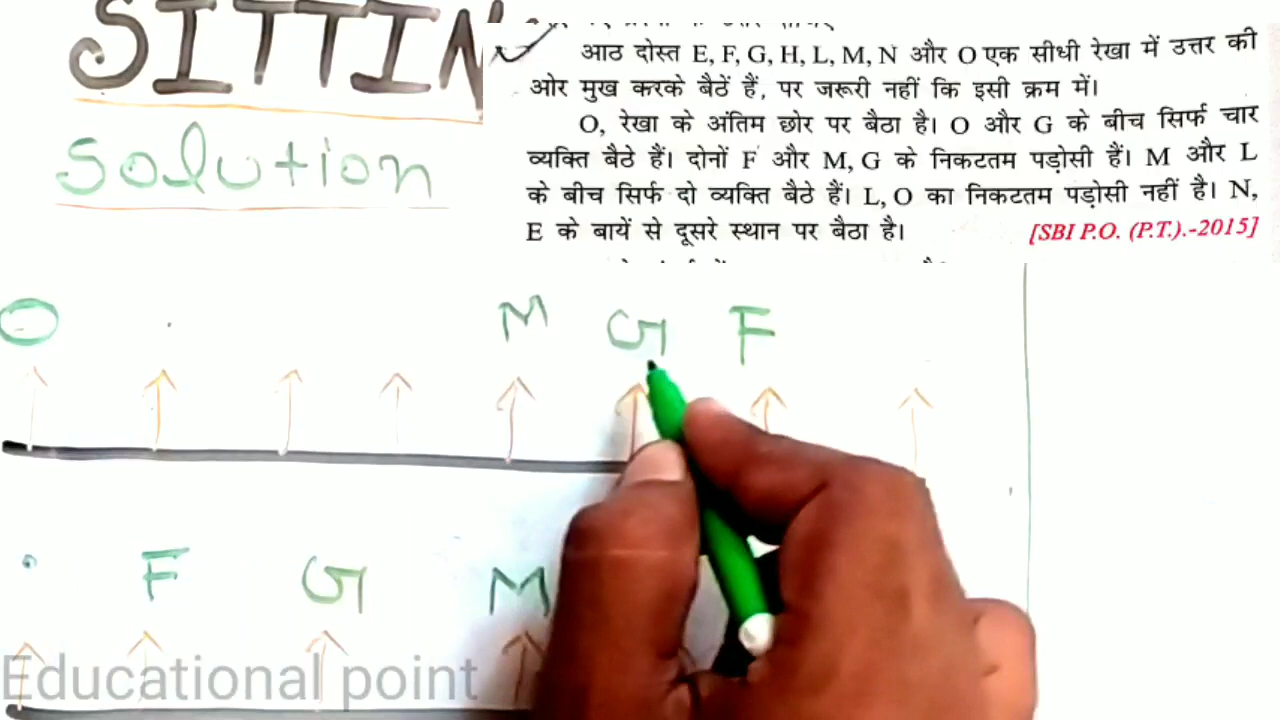 SITTIN
Solution
आठ दोस्त E, F, G, H, L, M, N और O एक सीधी रेखा में उत्तर की
ओर मुख करके बैठें हैं, पर जरूरी नहीं कि इसी क्रम में।
O, रेखा के अंतिम छोर पर बैठा है। O और G के बीच सिर्फ चार
व्यक्ति बैठे हैं। दोनों F और M, G के निकटतम पड़ोसी हैं। M और L
के बीच सिर्फ दो व्यक्ति बैठे हैं। L, O का निकटतम पड़ोसी नहीं है। N,
E के बायें से दूसरे स्थान पर बैठा है।
[SBI P.O. (P.T.).-2015]
O M G F
F G M
Educational point